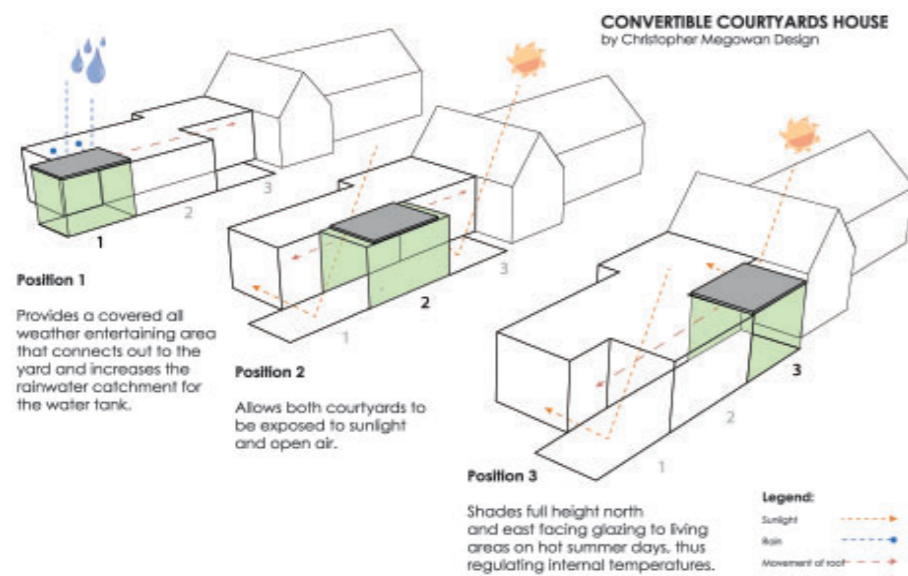 CONVERTIBLE COURTYARDS HOUSE
by Christopher Megowan Design
3
2
1
Position 1
Provides a covered all
weather entertaining area
that connects out to the
yard and increases the
rainwater catchment for
the water tank.
3
2
1
Position 2
Allows both courtyards to
be exposed to sunlight
and open air.
3
2
1
Position 3
Shades full height north
and east facing glazing to living
areas on hot summer days, thus
regulating internal temperatures.
Legend:
Sunlight
Rain
Movement of roof